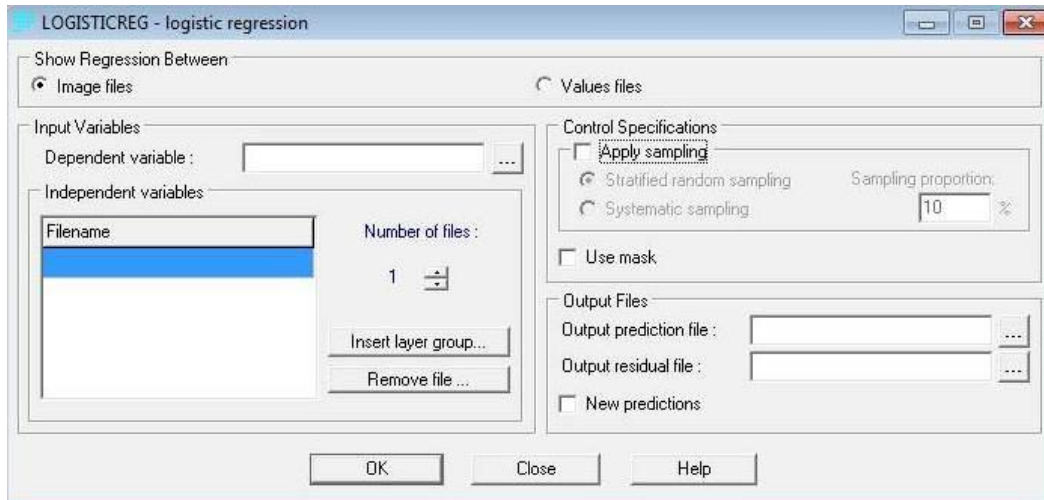 LOGISTICREG - logistic regression
Show Regression Between
Image files
Values files
Input Variables
Dependent variable :
...
Independent variables
Filename
Number of files :
1
Insert layer group...
Remove file ...
Control Specifications
Apply sampling
Stratified random sampling
Systematic sampling
Sampling proportion:
10 %
Use mask
Output Files
Output prediction file :
...
Output residual file :
...
New predictions
OK
Close
Help